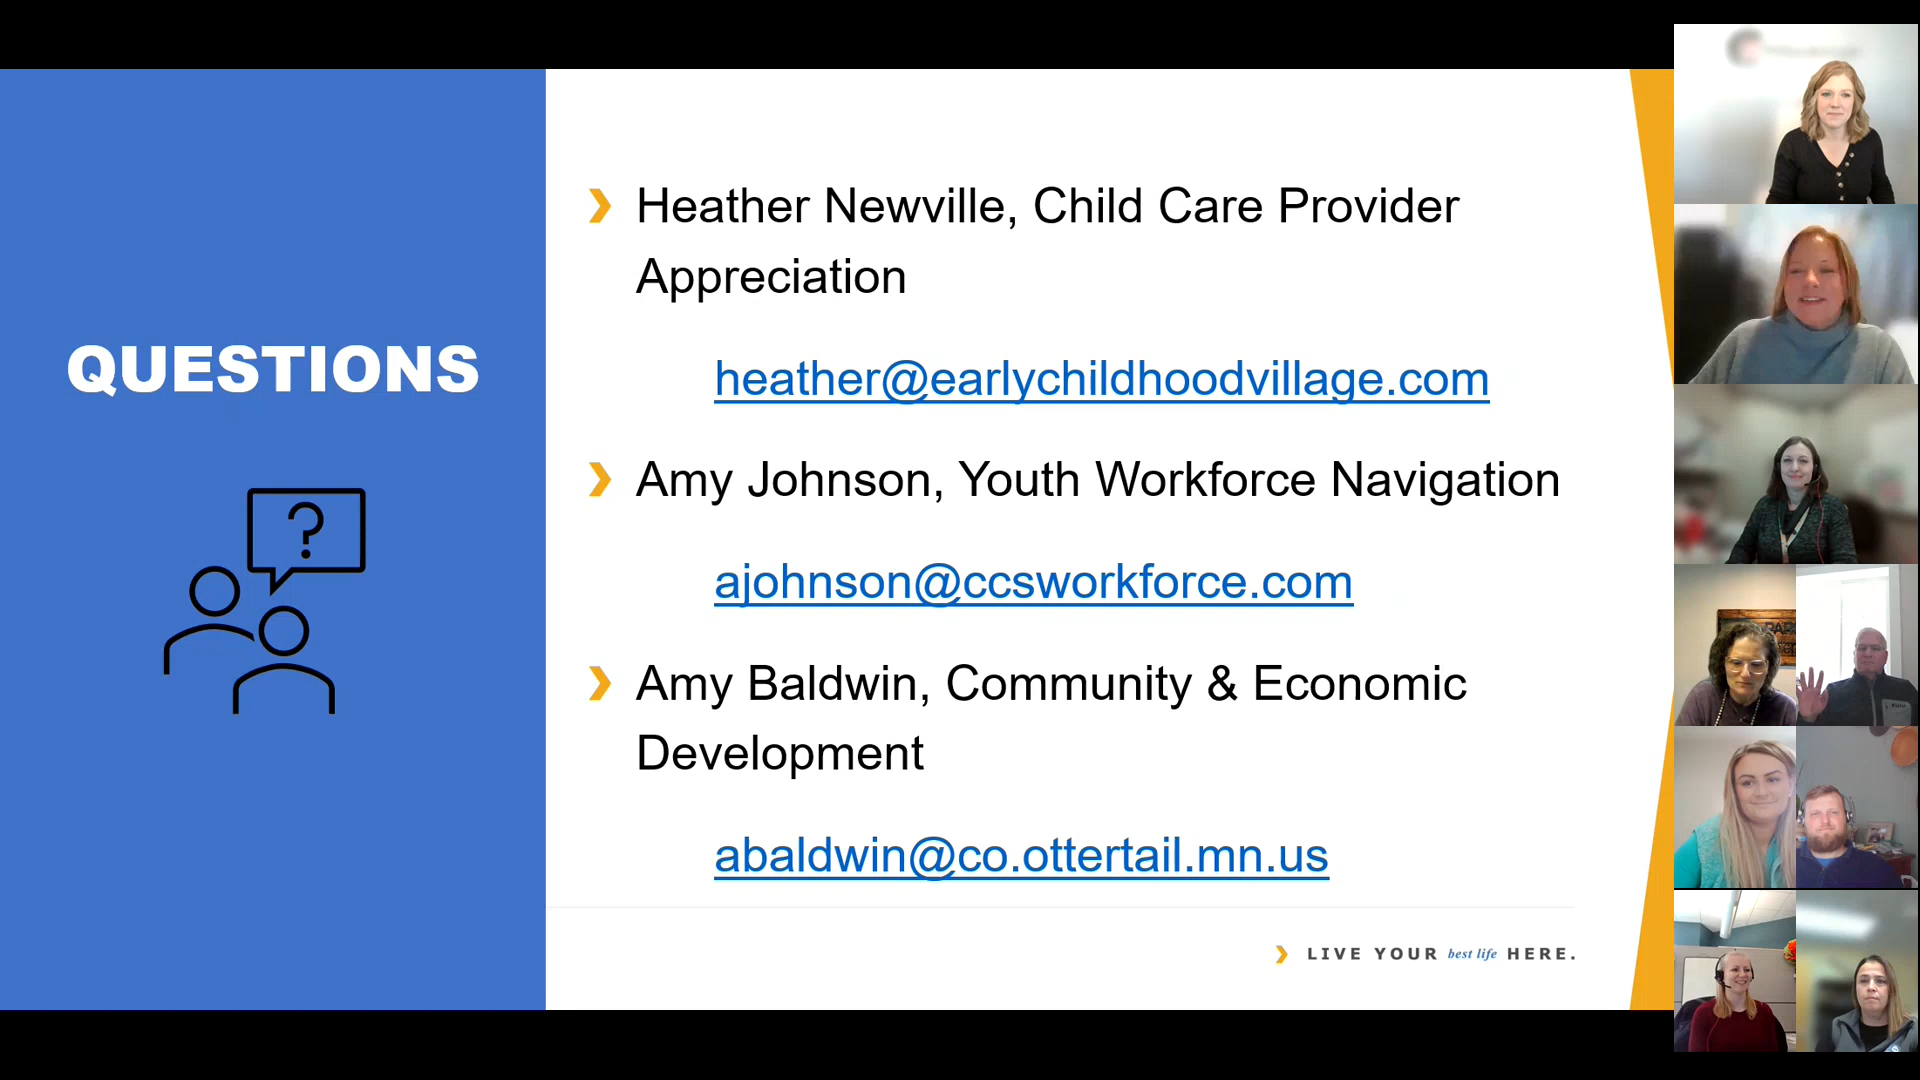 QUESTIONS
?
❯ Heather Newville, Child Care Provider
Appreciation
heather@earlychildhoodvillage.com
❯ Amy Johnson, Youth Workforce Navigation
ajohnson@ccsworkforce.com
❯ Amy Baldwin, Community & Economic
Development
abaldwin@co.ottertail.mn.us
❯ LIVE YOUR best life HERE.